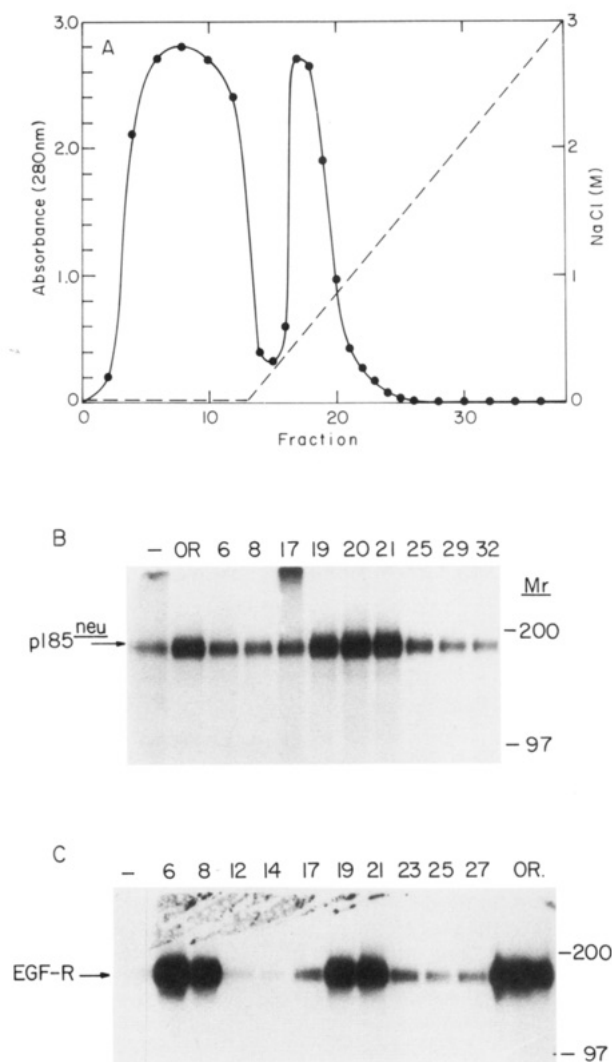 A
3.0
2.0
1.0
0
Absorbance (280nm)
3
2
1
0
NaCl (M)
0 10 20 30
Fraction
B
– OR 6 8 17 19 20 21 25 29 32
Mr
p185neu
– 200
– 97
C
– 6 8 12 14 17 19 21 23 25 27 OR.
EGF-R
– 200
– 97